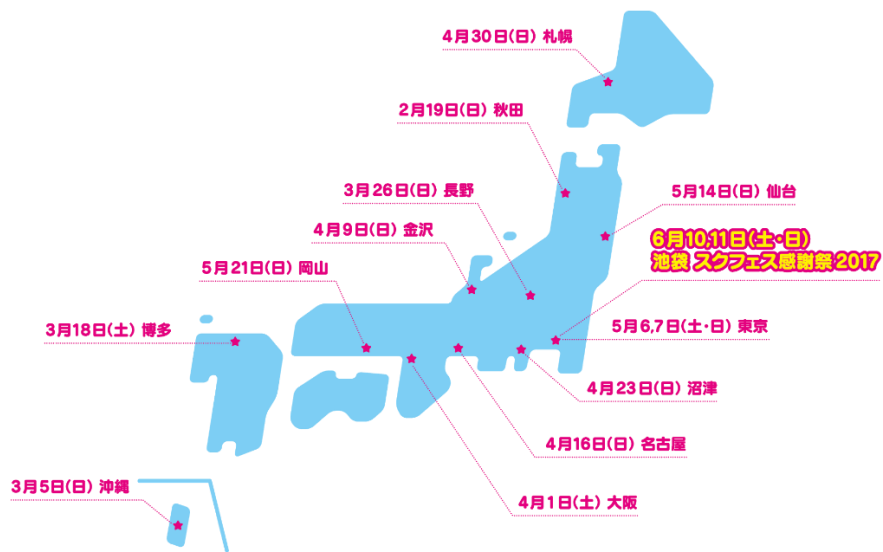 4月30日(日) 札幌
2月19日(日) 秋田
3月26日(日) 長野
5月14日(日) 仙台
4月9日(日) 金沢
6月10,11日(土・日)
池袋 スクフェス感謝祭2017
5月21日(日) 岡山
3月18日(土) 博多
5月6,7日(土・日) 東京
4月23日(日) 沼津
4月16日(日) 名古屋
3月5日(日) 沖縄
4月1日(土) 大阪